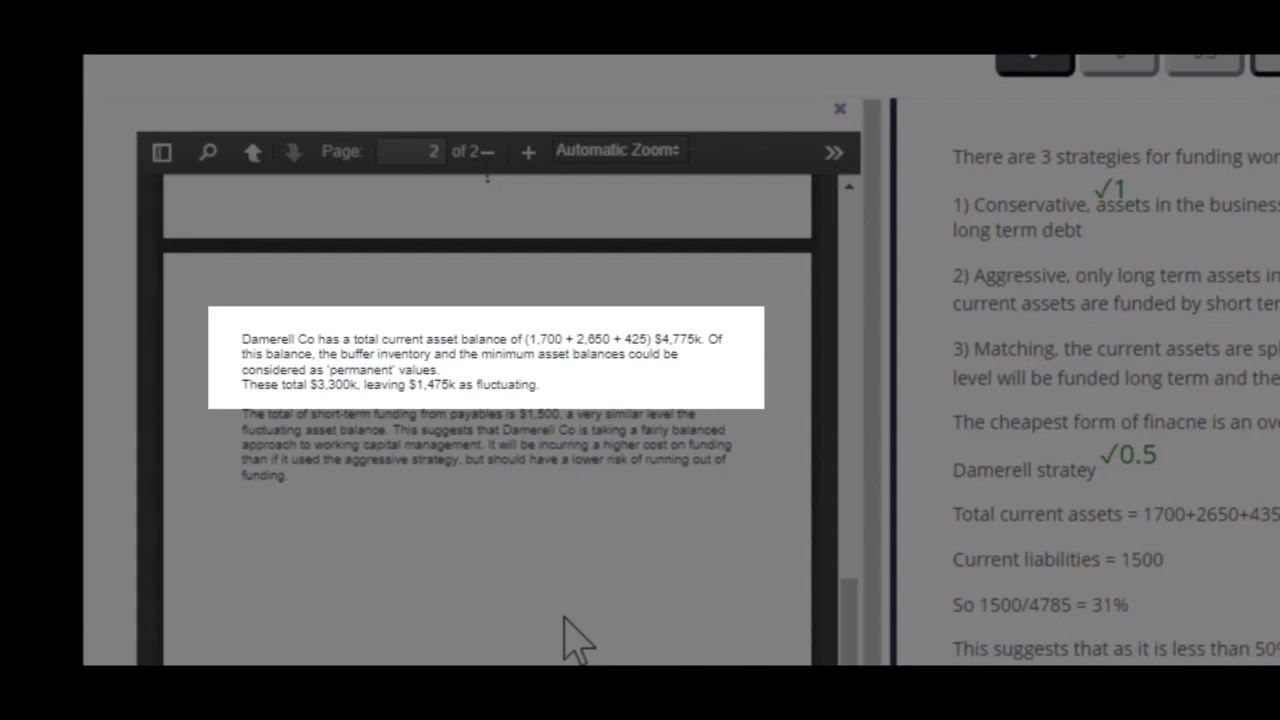 Page: 2 of 2 Automatic Zoom
Damerell Co has a total current asset balance of (1,700 + 2,650 + 425) $4,775k. Of
this balance, the buffer inventory and the minimum asset balances could be
considered as 'permanent' values.
These total $3,300k, leaving $1,475k as fluctuating.
The total of short-term funding from payables is $1,500, a very similar level the
fluctuating asset balance. This suggests that Damerell Co is taking a fairly balanced
approach to working capital management. It will be incurring a higher cost on funding
than if it used the aggressive strategy, but should have a lower risk of running out of
funding.
There are 3 strategies for funding wor
✓1
1) Conservative, assets in the business
long term debt
2) Aggressive, only long term assets in
current assets are funded by short ter
3) Matching, the current assets are spl
level will be funded long term and the
The cheapest form of finacne is an ove
✓0.5
Damerell stratey
Total current assets = 1700+2650+435
Current liabilities = 1500
So 1500/4785 = 31%
This suggests that as it is less than 50%